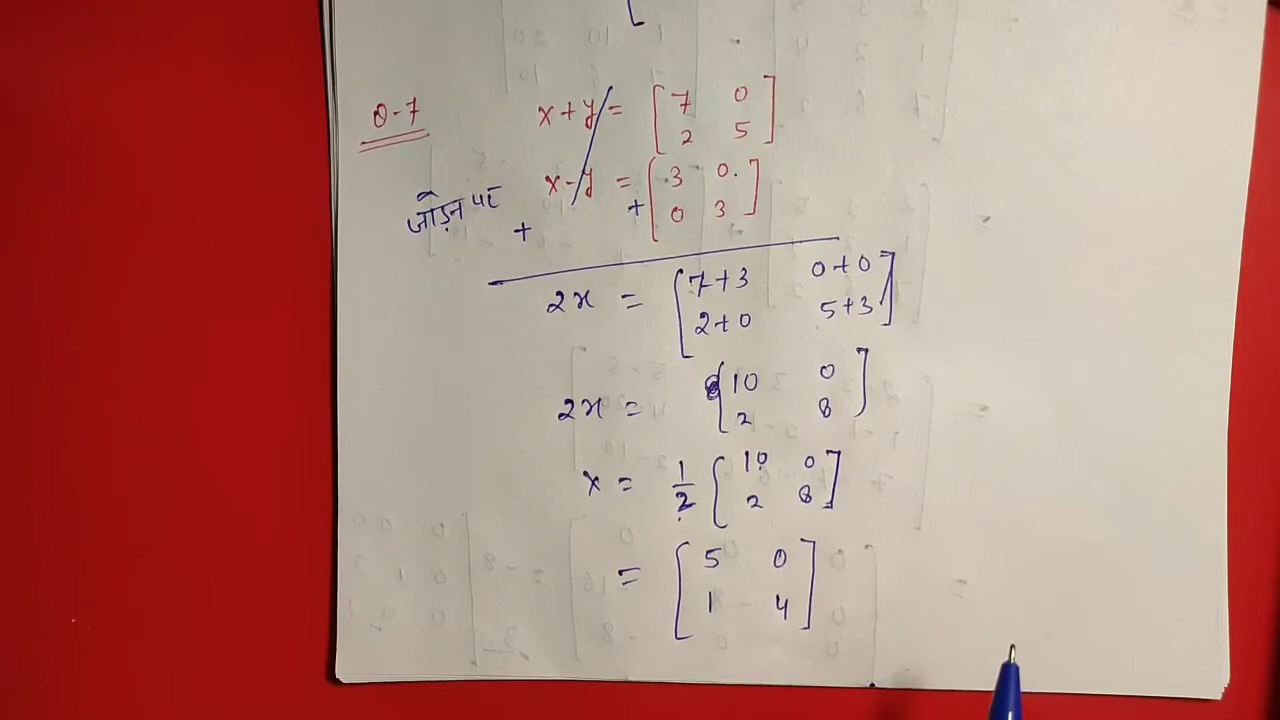 Q-7 x+y = [ 7 0
2 5 ]
x-y = [ 3 0.
0 3 ]
जोड़ने पर + +
2x = [ 7+3 0+0
2+0 5+3 ]
2x = [ 10 0
2 8 ]
x = 1/2 [ 10 0
2 8 ]
= [ 5 0
1 4 ]